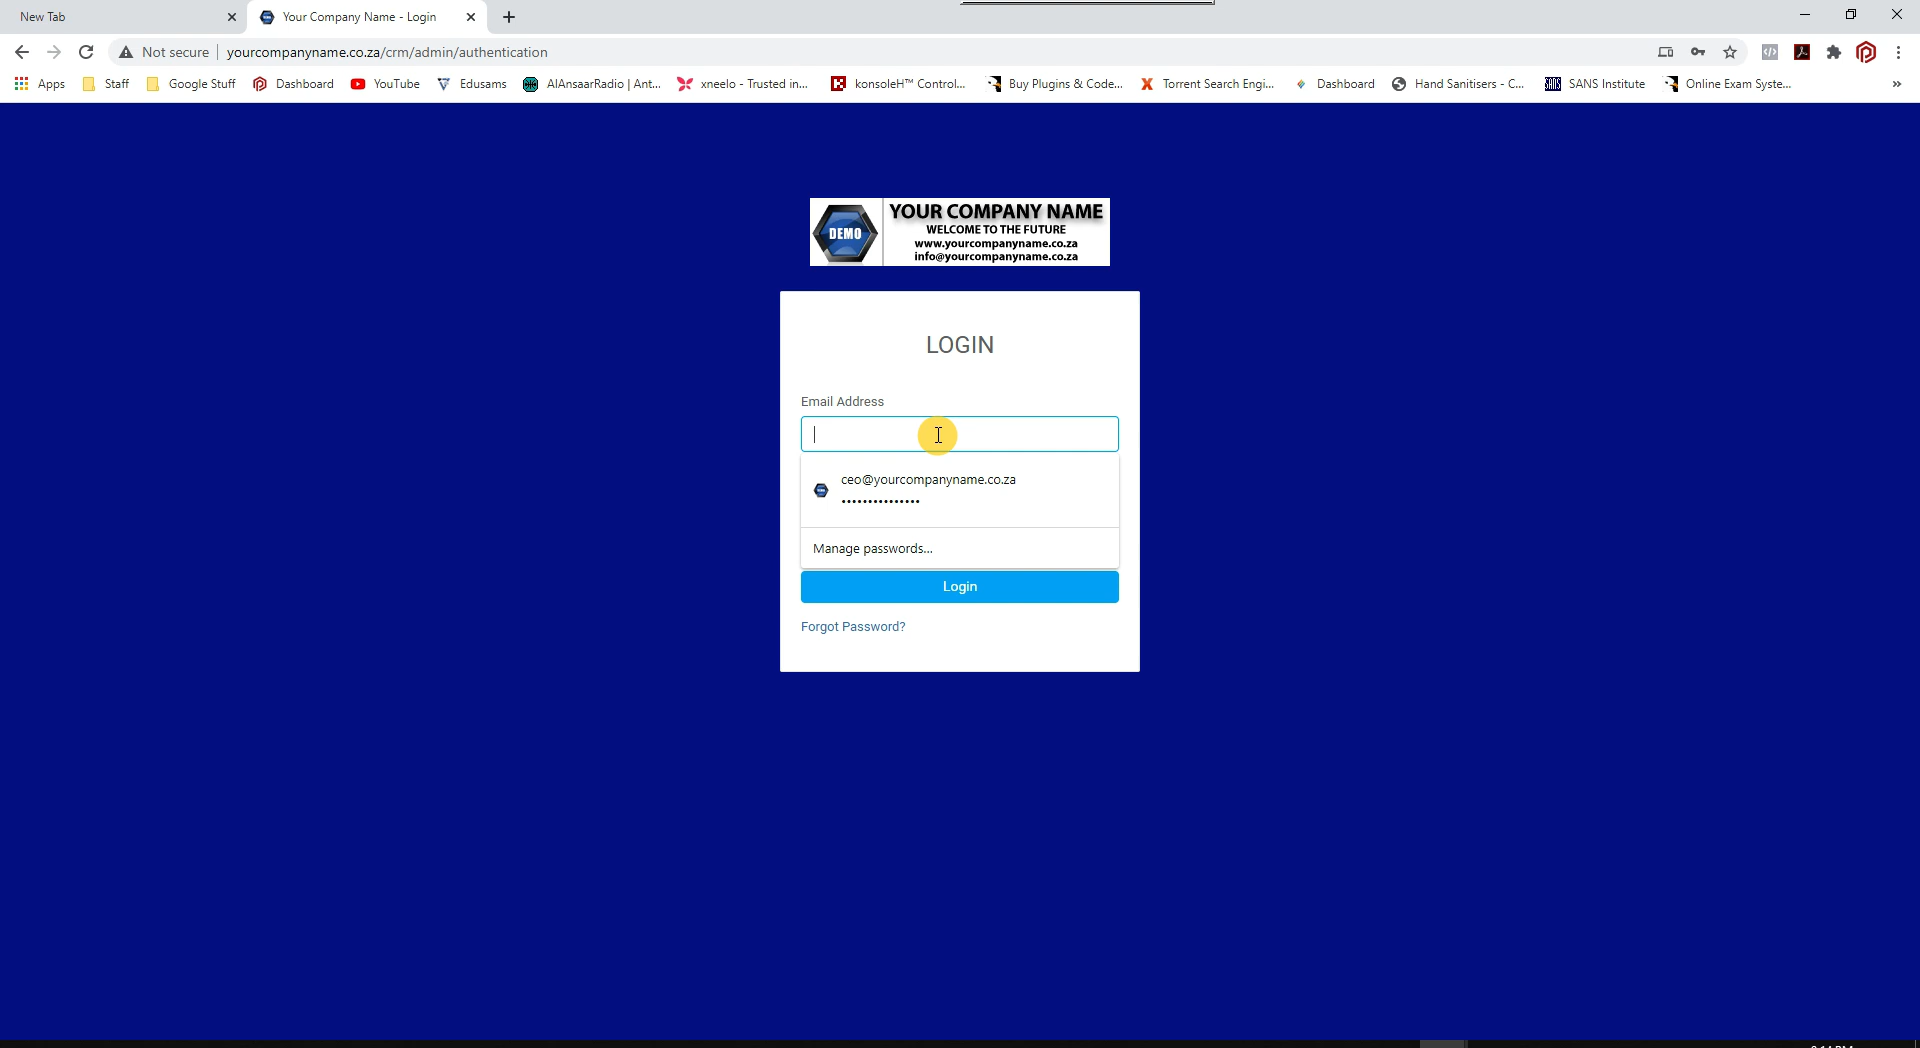 New Tab
Your Company Name - Login
Not secure
yourcompanyname.co.za/crm/admin/authentication
Apps
Staff
Google Stuff
Dashboard
YouTube
Edusams
AlAnsaarRadio | Ant...
xneelo - Trusted in...
konsoleH™ Control...
Buy Plugins & Code...
Torrent Search Engi...
Dashboard
Hand Sanitisers - C...
SANS Institute
Online Exam Syste...
DEMO
YOUR COMPANY NAME
WELCOME TO THE FUTURE
www.yourcompanyname.co.za
info@yourcompanyname.co.za
LOGIN
Email Address
ceo@yourcompanyname.co.za
Manage passwords...
Login
Forgot Password?